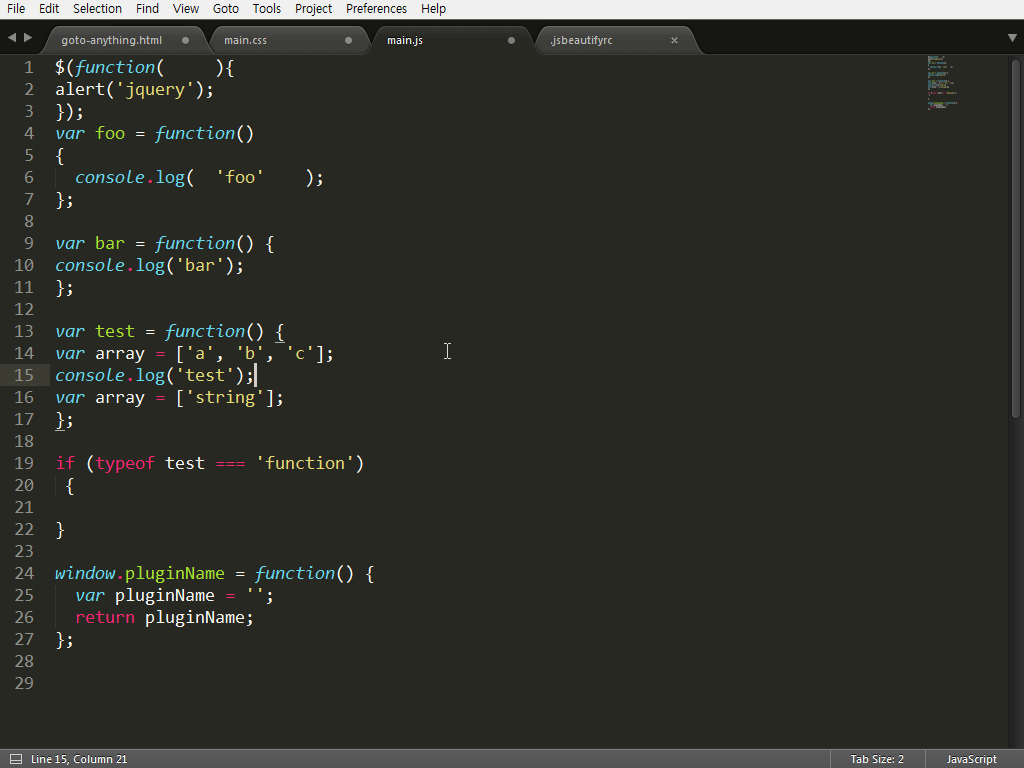 File Edit Selection Find View Goto Tools Project Preferences Help
goto-anything.html main.css main.js .jsbeautifyrc
1 $(function(     ){
2 alert('jquery');
3 });
4 var foo = function()
5 {
6   console.log(  'foo'    );
7 };
8
9 var bar = function() {
10 console.log('bar');
11 };
12
13 var test = function() {
14 var array = ['a', 'b', 'c'];
15 console.log('test');
16 var array = ['string'];
17 };
18
19 if (typeof test === 'function')
20  {
21
22 }
23
24 window.pluginName = function() {
25   var pluginName = '';
26   return pluginName;
27 };
28
29
Line 15, Column 21 Tab Size: 2 JavaScript